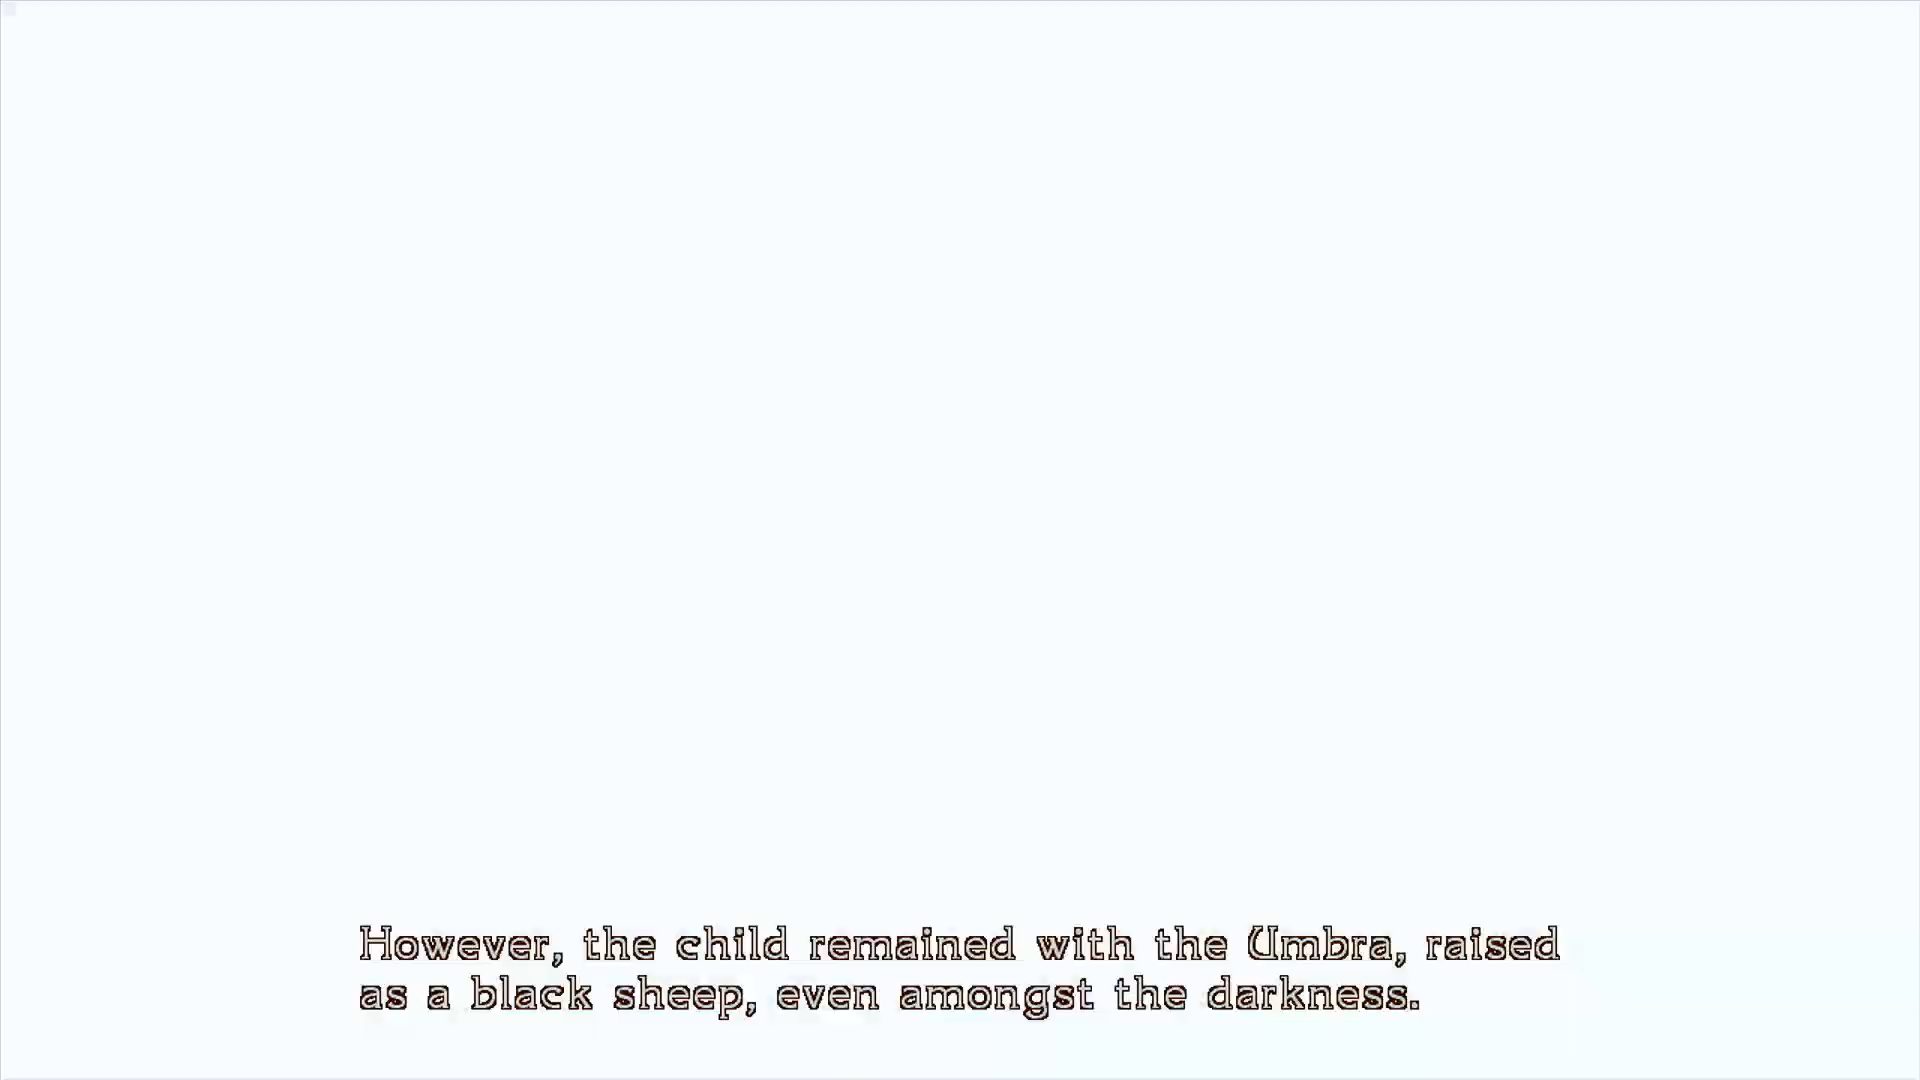 However, the child remained with the Umbra, raised
as a black sheep, even amongst the darkness.